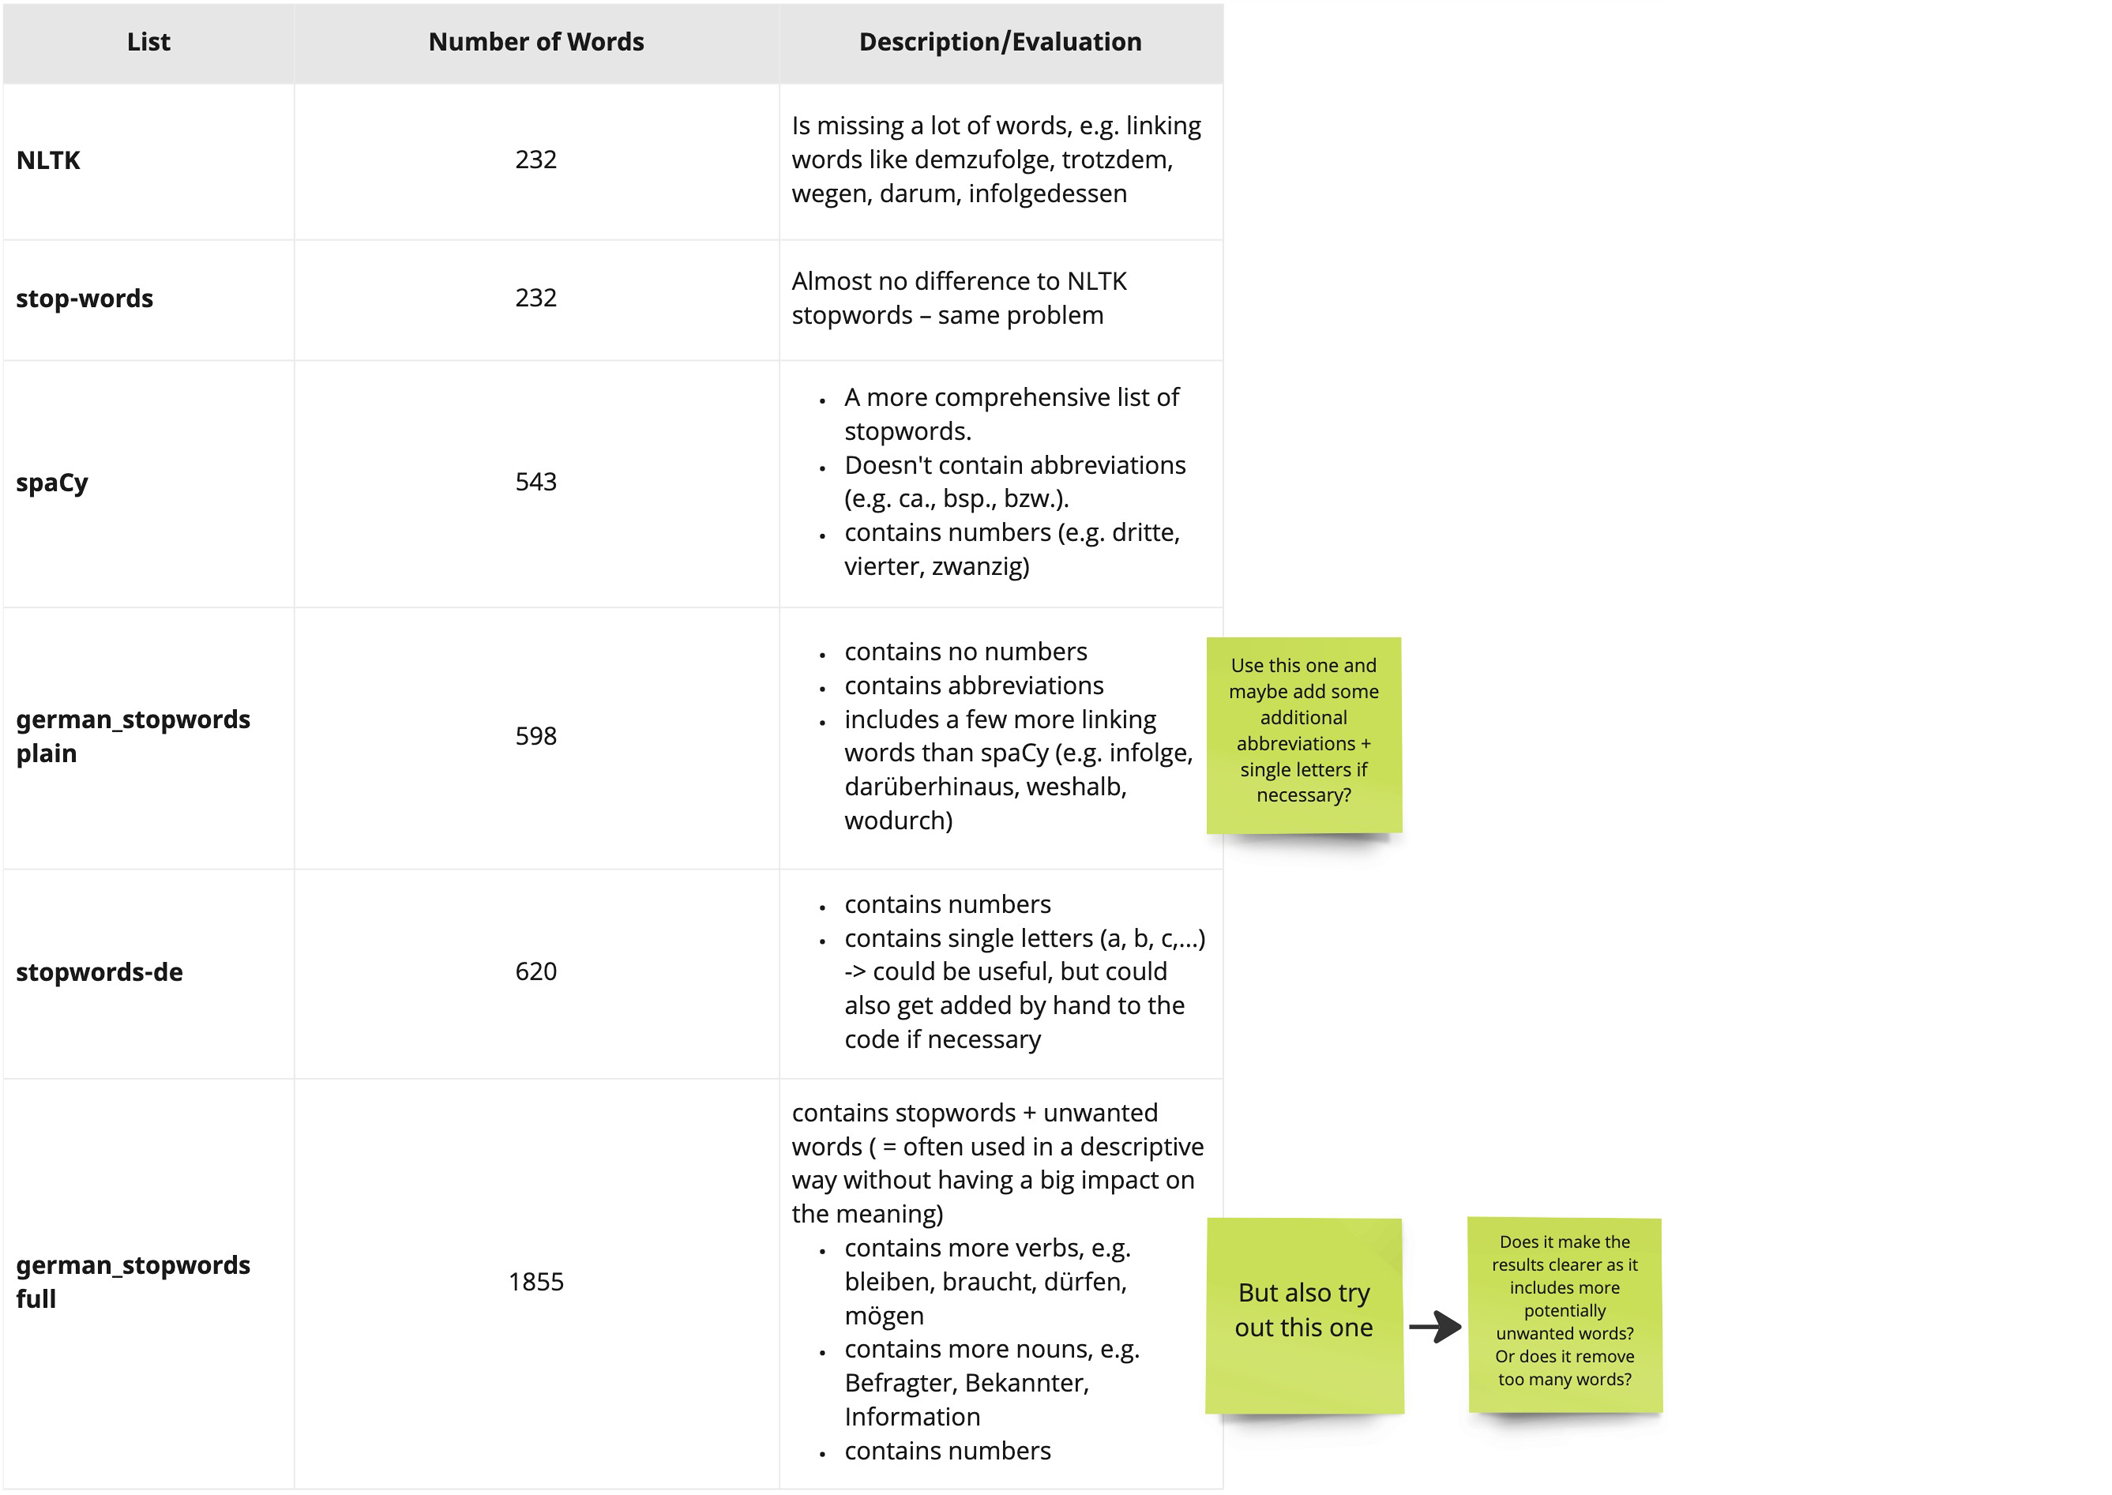 List
Number of Words
Description/Evaluation
NLTK
232
Is missing a lot of words, e.g. linking
words like demzufolge, trotzdem,
wegen, darum, infolgedessen
stop-words
232
Almost no difference to NLTK
stopwords – same problem
spaCy
543
• A more comprehensive list of
stopwords.
• Doesn't contain abbreviations
(e.g. ca., bsp., bzw.).
• contains numbers (e.g. dritte,
vierter, zwanzig)
german_stopwords
plain
598
• contains no numbers
• contains abbreviations
• includes a few more linking
words than spaCy (e.g. infolge,
darüberhinaus, weshalb,
wodurch)
Use this one and
maybe add some
additional
abbreviations +
single letters if
necessary?
stopwords-de
620
• contains numbers
• contains single letters (a, b, c,...)
-> could be useful, but could
also get added by hand to the
code if necessary
german_stopwords
full
1855
contains stopwords + unwanted
words ( = often used in a descriptive
way without having a big impact on
the meaning)
• contains more verbs, e.g.
bleiben, braucht, dürfen,
mögen
• contains more nouns, e.g.
Befragter, Bekannter,
Information
• contains numbers
But also try
out this one
Does it make the
results clearer as it
includes more
potentially
unwanted words?
Or does it remove
too many words?